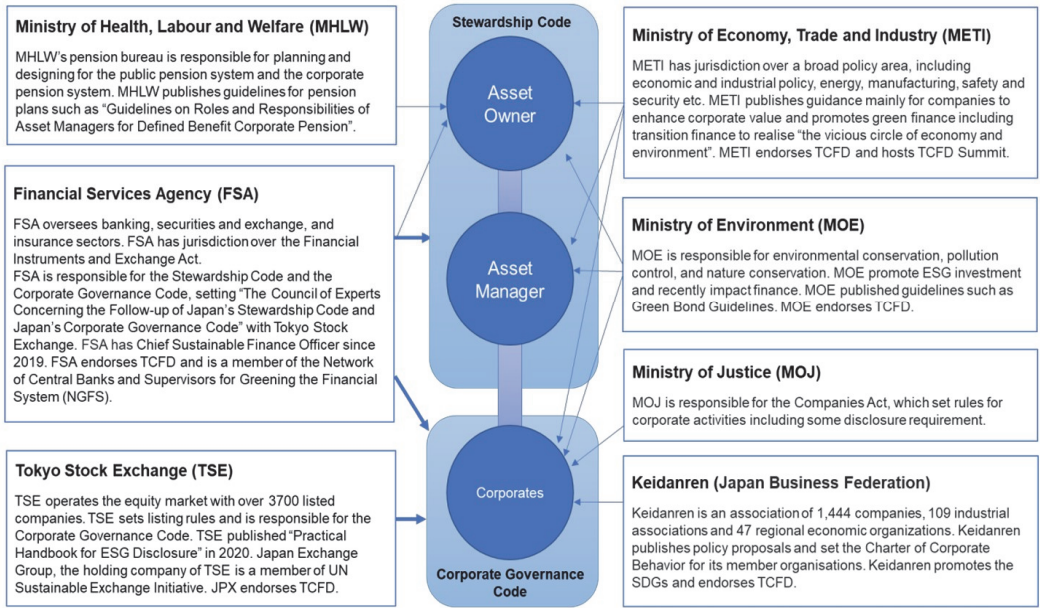 Ministry of Health, Labour and Welfare (MHLW)
MHLW's pension bureau is responsible for planning and
designing for the public pension system and the corporate
pension system. MHLW publishes guidelines for pension
plans such as “Guidelines on Roles and Responsibilities of
Asset Managers for Defined Benefit Corporate Pension”.
Financial Services Agency (FSA)
FSA oversees banking, securities and exchange, and
insurance sectors. FSA has jurisdiction over the Financial
Instruments and Exchange Act.
FSA is responsible for the Stewardship Code and the
Corporate Governance Code, setting “The Council of Experts
Concerning the Follow-up of Japan's Stewardship Code and
Japan's Corporate Governance Code” with Tokyo Stock
Exchange. FSA has Chief Sustainable Finance Officer since
2019. FSA endorses TCFD and is a member of the Network
of Central Banks and Supervisors for Greening the Financial
System (NGFS).
Tokyo Stock Exchange (TSE)
TSE operates the equity market with over 3700 listed
companies. TSE sets listing rules and is responsible for the
Corporate Governance Code. TSE published “Practical
Handbook for ESG Disclosure” in 2020. Japan Exchange
Group, the holding company of TSE is a member of UN
Sustainable Exchange Initiative. JPX endorses TCFD.
Stewardship Code
Asset
Owner
Asset
Manager
Corporates
Corporate Governance
Code
Ministry of Economy, Trade and Industry (METI)
METI has jurisdiction over a broad policy area, including
economic and industrial policy, energy, manufacturing, safety and
security etc. METI publishes guidance mainly for companies to
enhance corporate value and promotes green finance including
transition finance to realise “the vicious circle of economy and
environment”. METI endorses TCFD and hosts TCFD Summit.
Ministry of Environment (MOE)
MOE is responsible for environmental conservation, pollution
control, and nature conservation. MOE promote ESG investment
and recently impact finance. MOE published guidelines such as
Green Bond Guidelines. MOE endorses TCFD.
Ministry of Justice (MOJ)
MOJ is responsible for the Companies Act, which set rules for
corporate activities including some disclosure requirement.
Keidanren (Japan Business Federation)
Keidanren is an association of 1,444 companies, 109 industrial
associations and 47 regional economic organizations. Keidanren
publishes policy proposals and set the Charter of Corporate
Behavior for its member organisations. Keidanren promotes the
SDGs and endorses TCFD.